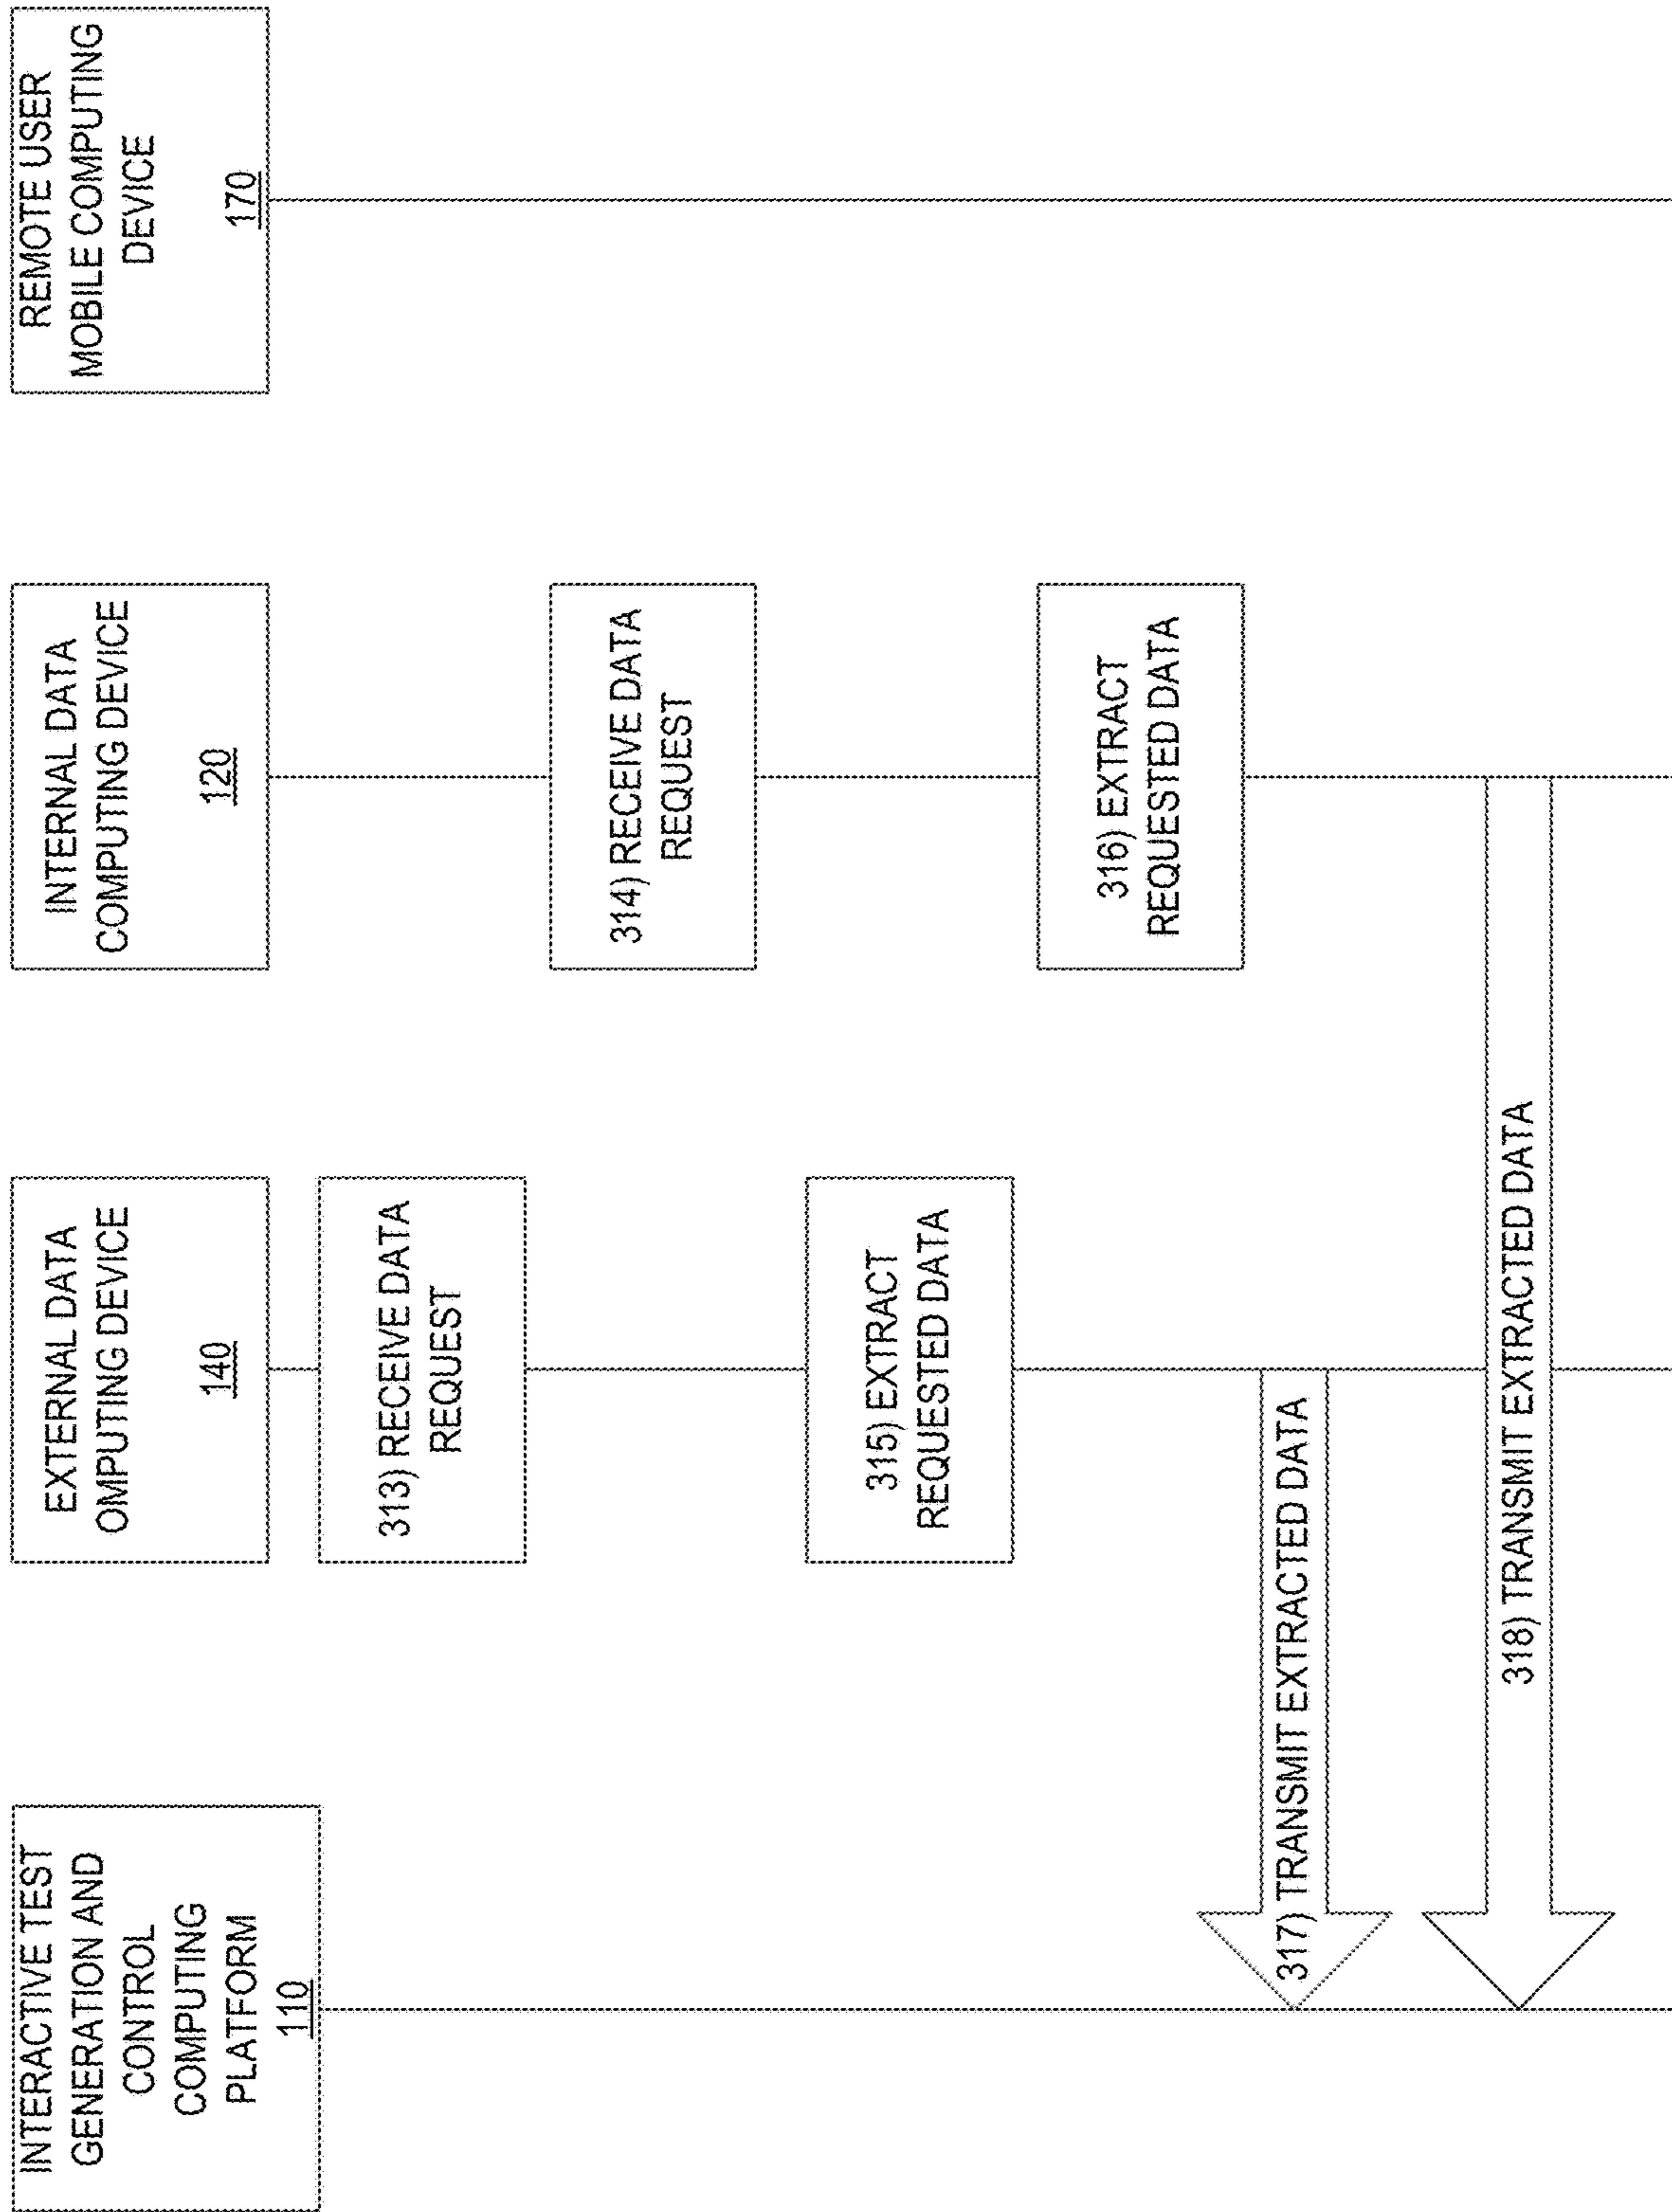 INTERACTIVE TEST
GENERATION AND
CONTROL
COMPUTING
PLATFORM
110
EXTERNAL DATA
OMPUTING DEVICE
140
INTERNAL DATA
COMPUTING DEVICE
120
REMOTE USER
MOBILE COMPUTING
DEVICE
170
313) RECEIVE DATA
REQUEST
314) RECEIVE DATA
REQUEST
315) EXTRACT
REQUESTED DATA
316) EXTRACT
REQUESTED DATA
317) TRANSMIT EXTRACTED DATA
318) TRANSMIT EXTRACTED DATA